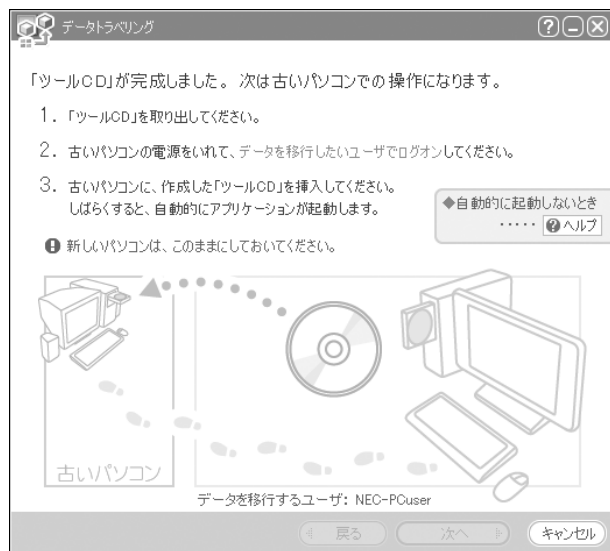 データトラベリング
「ツールCD」が完成しました。次は古いパソコンでの操作になります。
1. 「ツールCD」を取り出してください。
2. 古いパソコンの電源をいれて、データを移行したいユーザでログオンしてください。
3. 古いパソコンに、作成した「ツールCD」を挿入してください。
しばらくすると、自動的にアプリケーションが起動します。
◆自動的に起動しないとき
‥‥‥ ?ヘルプ
! 新しいパソコンは、このままにしておいてください。
古いパソコン
データを移行するユーザ: NEC-PCuser
戻る
次へ
キャンセル